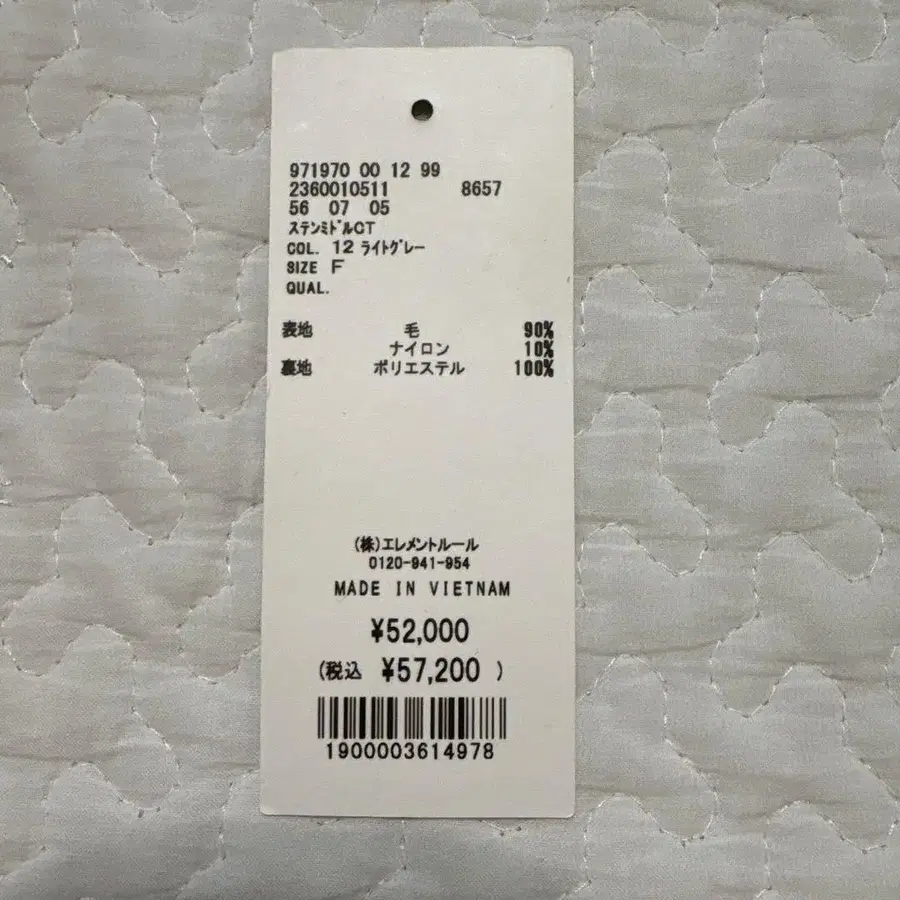 971970 00 12 99
2360010511 8657
56 07 05
ｽﾃﾝﾐﾄﾞﾙCT
COL. 12 ﾗｲﾄｸﾞﾚｰ
SIZE F
QUAL.
表地 毛 90%
ナイロン 10%
裏地 ポリエステル 100%
(株)エレメントルール
0120-941-954
MADE IN VIETNAM
¥52,000
(税込 ¥57,200 )
1900003614978